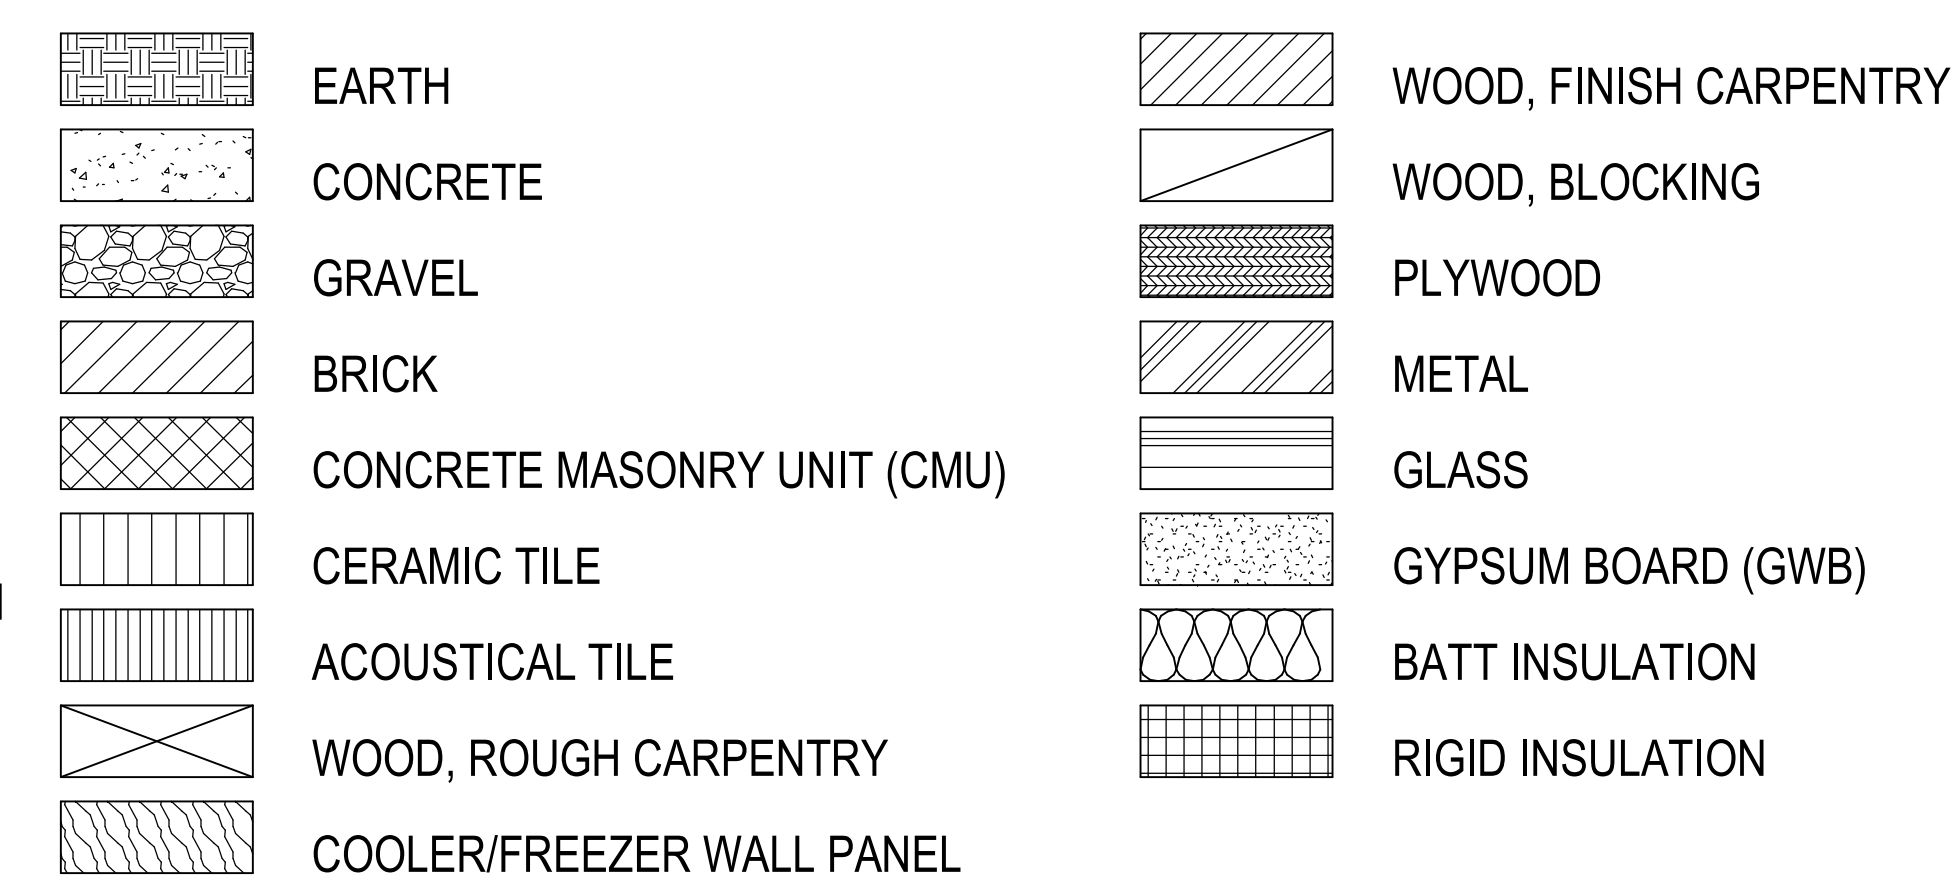 EARTH
CONCRETE
GRAVEL
BRICK
CONCRETE MASONRY UNIT (CMU)
CERAMIC TILE
ACOUSTICAL TILE
WOOD, ROUGH CARPENTRY
COOLER/FREEZER WALL PANEL
WOOD, FINISH CARPENTRY
WOOD, BLOCKING
PLYWOOD
METAL
GLASS
GYPSUM BOARD (GWB)
BATT INSULATION
RIGID INSULATION